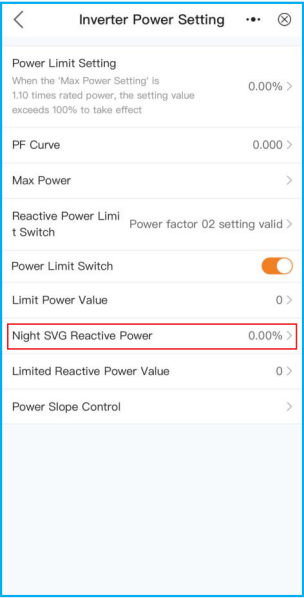 Inverter Power Setting
Power Limit Setting
When the 'Max Power Setting' is
1.10 times rated power, the setting value
exceeds 100% to take effect
0.00%
PF Curve 0.000
Max Power
Reactive Power Limi
t Switch
Power factor 02 setting valid
Power Limit Switch
Limit Power Value 0
Night SVG Reactive Power 0.00%
Limited Reactive Power Value 0
Power Slope Control